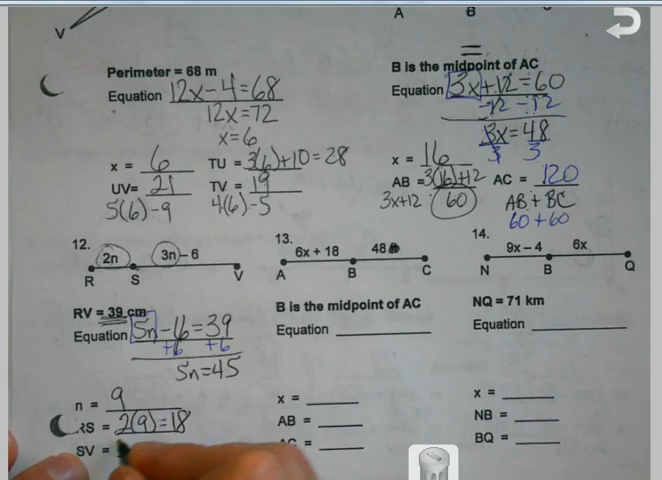 A B
V
Perimeter = 68 m
Equation 12x - 4 = 68
12x = 72
x = 6
x = 6 TU = 3(6)+10 = 28
UV= 21 TV = 19
5(6)-9 4(6)-5
B is the midpoint of AC
Equation 3x+12 = 60
-12 -12
3x = 48
3 3
x = 16
AB = 3(16)+12 AC = 120
3x+12 60 AB + BC
60 + 60
12.
2n 3n - 6
R S V
RV = 39 cm
Equation 5n - 6 = 39
+6 +6
5n = 45
n = 9
RS = 2(9) = 18
SV =
13.
6x + 18 48
A B C
B is the midpoint of AC
Equation
x =
AB =
AC =
14.
9x - 4 6x
N B Q
NQ = 71 km
Equation
x =
NB =
BQ =